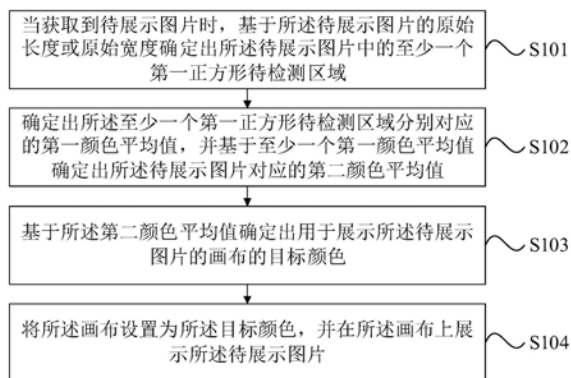 当获取到待展示图片时，基于所述待展示图片的原始
长度或原始宽度确定出所述待展示图片中的至少一个
第一正方形待检测区域
S101
确定出所述至少一个第一正方形待检测区域分别对应
的第一颜色平均值，并基于至少一个第一颜色平均值
确定出所述待展示图片对应的第二颜色平均值
S102
基于所述第二颜色平均值确定出用于展示所述待展示
图片的画布的目标颜色
S103
将所述画布设置为所述目标颜色，并在所述画布上展
示所述待展示图片
S104